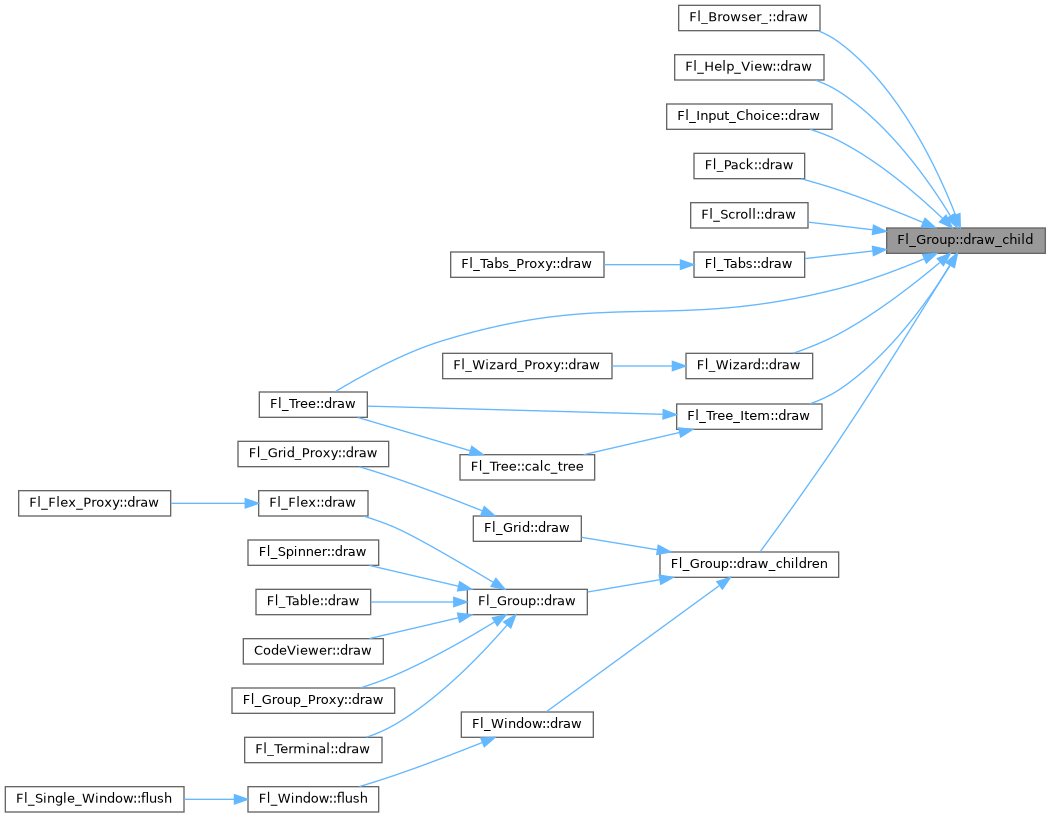 Fl_Browser_::draw
Fl_Help_View::draw
Fl_Input_Choice::draw
Fl_Pack::draw
Fl_Scroll::draw
Fl_Group::draw_child
Fl_Tabs_Proxy::draw
Fl_Tabs::draw
Fl_Wizard_Proxy::draw
Fl_Wizard::draw
Fl_Tree::draw
Fl_Tree_Item::draw
Fl_Grid_Proxy::draw
Fl_Tree::calc_tree
Fl_Flex_Proxy::draw
Fl_Flex::draw
Fl_Grid::draw
Fl_Spinner::draw
Fl_Group::draw_children
Fl_Table::draw
Fl_Group::draw
CodeViewer::draw
Fl_Group_Proxy::draw
Fl_Window::draw
Fl_Terminal::draw
Fl_Single_Window::flush
Fl_Window::flush